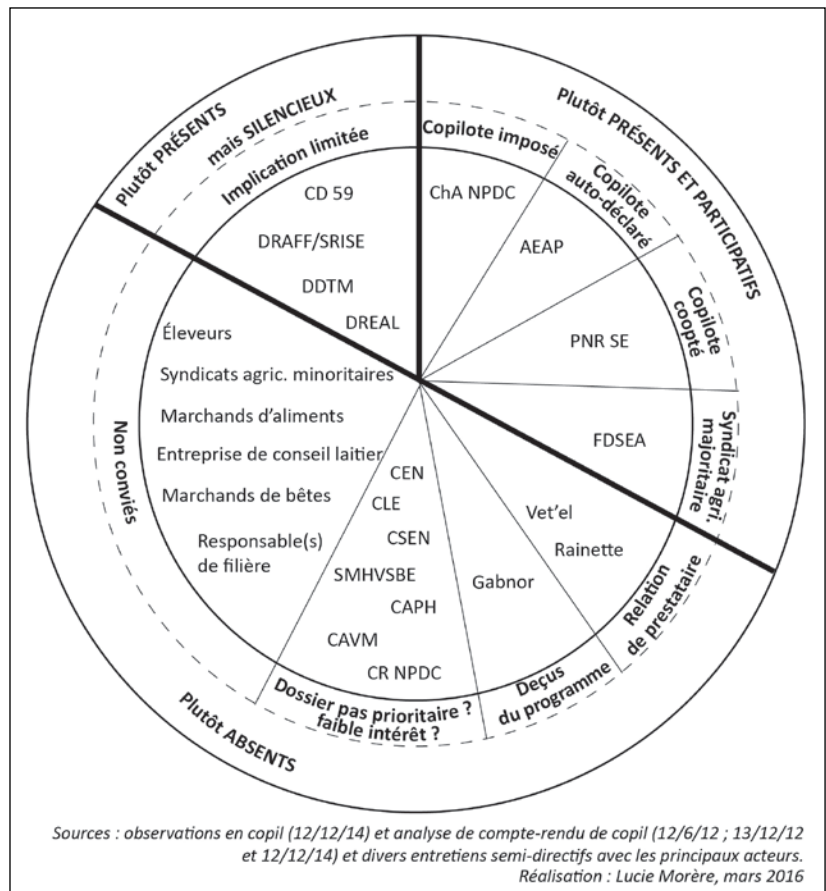 Plutôt PRÉSENTS
mais SILENCIEUX
Implication limitée
CD 59
DRAFF/SRISE
DDTM
DREAL
Plutôt PRÉSENTS ET PARTICIPATIFS
Copilote imposé
ChA NPDC
Copilote
auto-déclaré
AEAP
Copilote
coopté
PNR SE
Syndicat agri.
majoritaire
FDSEA
Plutôt ABSENTS
Relation
de prestataire
Vet'el
Rainette
Deçus
du programme
Gabnor
Dossier pas prioritaire ?
faible intérêt ?
CEN
CLE
CSEN
SMHVSBE
CAPH
CAVM
CR NPDC
Non conviés
Éleveurs
Syndicats agric. minoritaires
Marchands d'aliments
Entreprise de conseil laitier
Marchands de bêtes
Responsable(s)
de filière
Sources : observations en copil (12/12/14) et analyse de compte-rendu de copil (12/6/12 ; 13/12/12
et 12/12/14) et divers entretiens semi-directifs avec les principaux acteurs.
Réalisation : Lucie Morère, mars 2016